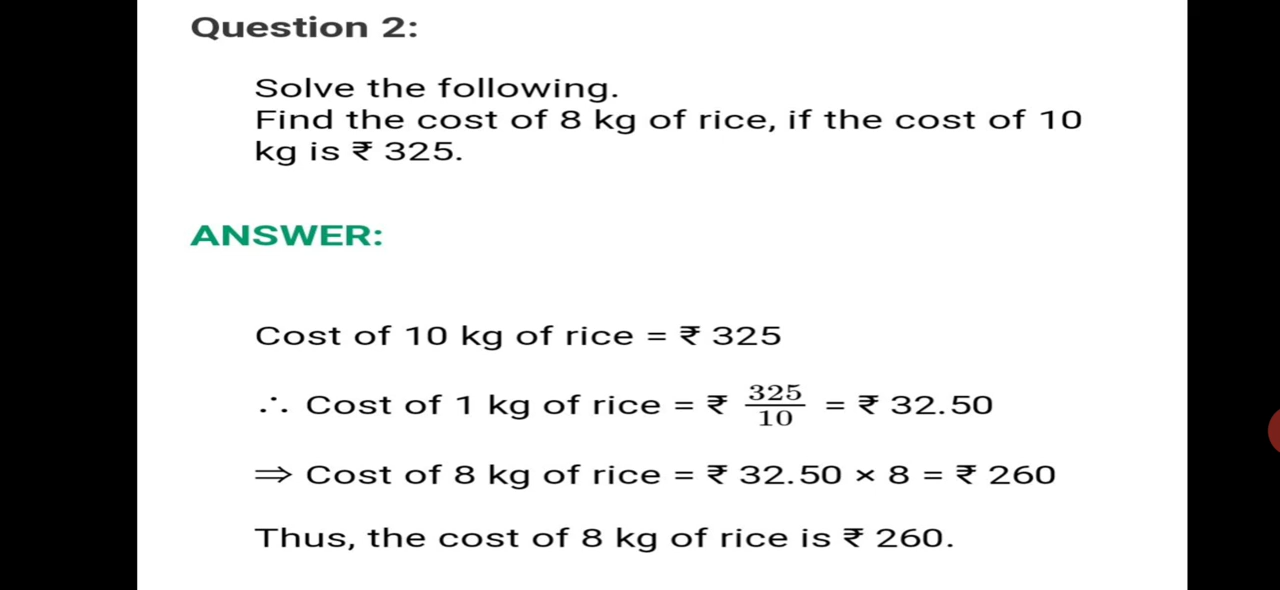 Question 2:
Solve the following.
Find the cost of 8 kg of rice, if the cost of 10
kg is ₹ 325.
ANSWER:
Cost of 10 kg of rice = ₹ 325
∴ Cost of 1 kg of rice = ₹ 325/10 = ₹ 32.50
⇒ Cost of 8 kg of rice = ₹ 32.50 × 8 = ₹ 260
Thus, the cost of 8 kg of rice is ₹ 260.